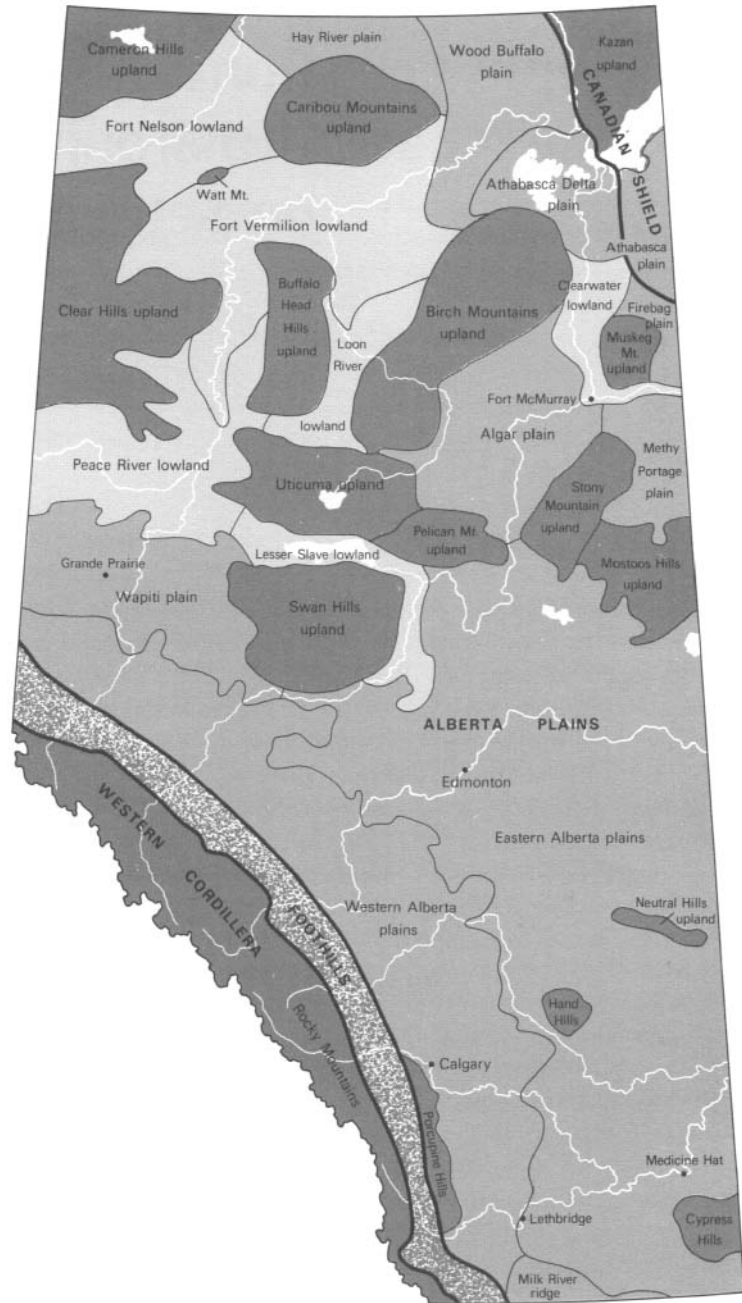 Cameron Hills
upland
Hay River plain
Wood Buffalo
plain
Kazan
upland
CANADIAN SHIELD
Caribou Mountains
upland
Fort Nelson lowland
Watt Mt.
Athabasca Delta
plain
Fort Vermilion lowland
Athabasca
plain
Clear Hills upland
Buffalo
Head
Hills
upland
Birch Mountains
upland
Clearwater
lowland
Firebag
plain
Muskeg
Mt.
upland
Loon
River
lowland
Fort McMurray
Algar plain
Peace River lowland
Methy
Portage
plain
Uticuma upland
Stony
Mountain
upland
Pelican Mt.
upland
Lesser Slave lowland
Grande Prairie
Wapiti plain
Mostoos Hills
upland
Swan Hills
upland
ALBERTA PLAINS
Edmonton
WESTERN CORDILLERA
Eastern Alberta plains
FOOTHILLS
Western Alberta
plains
Neutral Hills
upland
Hand
Hills
Rocky Mountains
Calgary
Porcupine Hills
Medicine Hat
Lethbridge
Cypress
Hills
Milk River
ridge